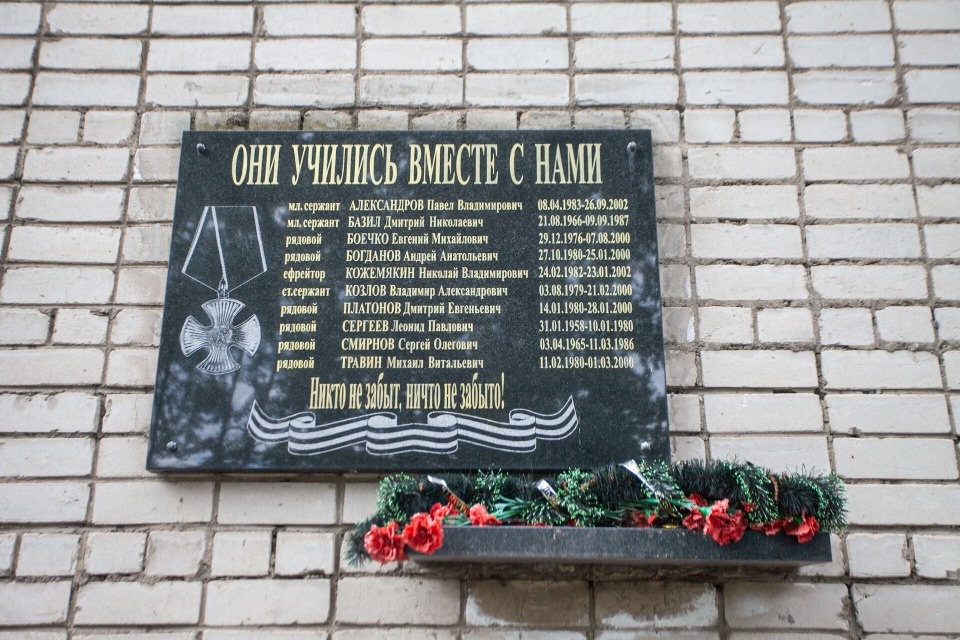 ОНИ УЧИЛИСЬ ВМЕСТЕ С НАМИ
мл. сержант АЛЕКСАНДРОВ Павел Владимирович 08.04.1983-26.09.2002
мл. сержант БАЗИЛ Дмитрий Николаевич 21.08.1966-09.09.1987
рядовой БОЕЧКО Евгений Михайлович 29.12.1976-07.08.2000
рядовой БОГДАНОВ Андрей Анатольевич 27.10.1980-25.01.2000
ефрейтор КОЖЕМЯКИН Николай Владимирович 24.02.1982-23.01.2002
ст.сержант КОЗЛОВ Владимир Александрович 03.08.1979-21.02.2000
рядовой ПЛАТОНОВ Дмитрий Евгеньевич 14.01.1980-28.01.2000
рядовой СЕРГЕЕВ Леонид Павлович 31.01.1958-10.01.1980
рядовой СМИРНОВ Сергей Олегович 03.04.1965-11.03.1986
рядовой ТРАВИН Михаил Витальевич 11.02.1980-01.03.2000
Никто не забыт, ничто не забыто!